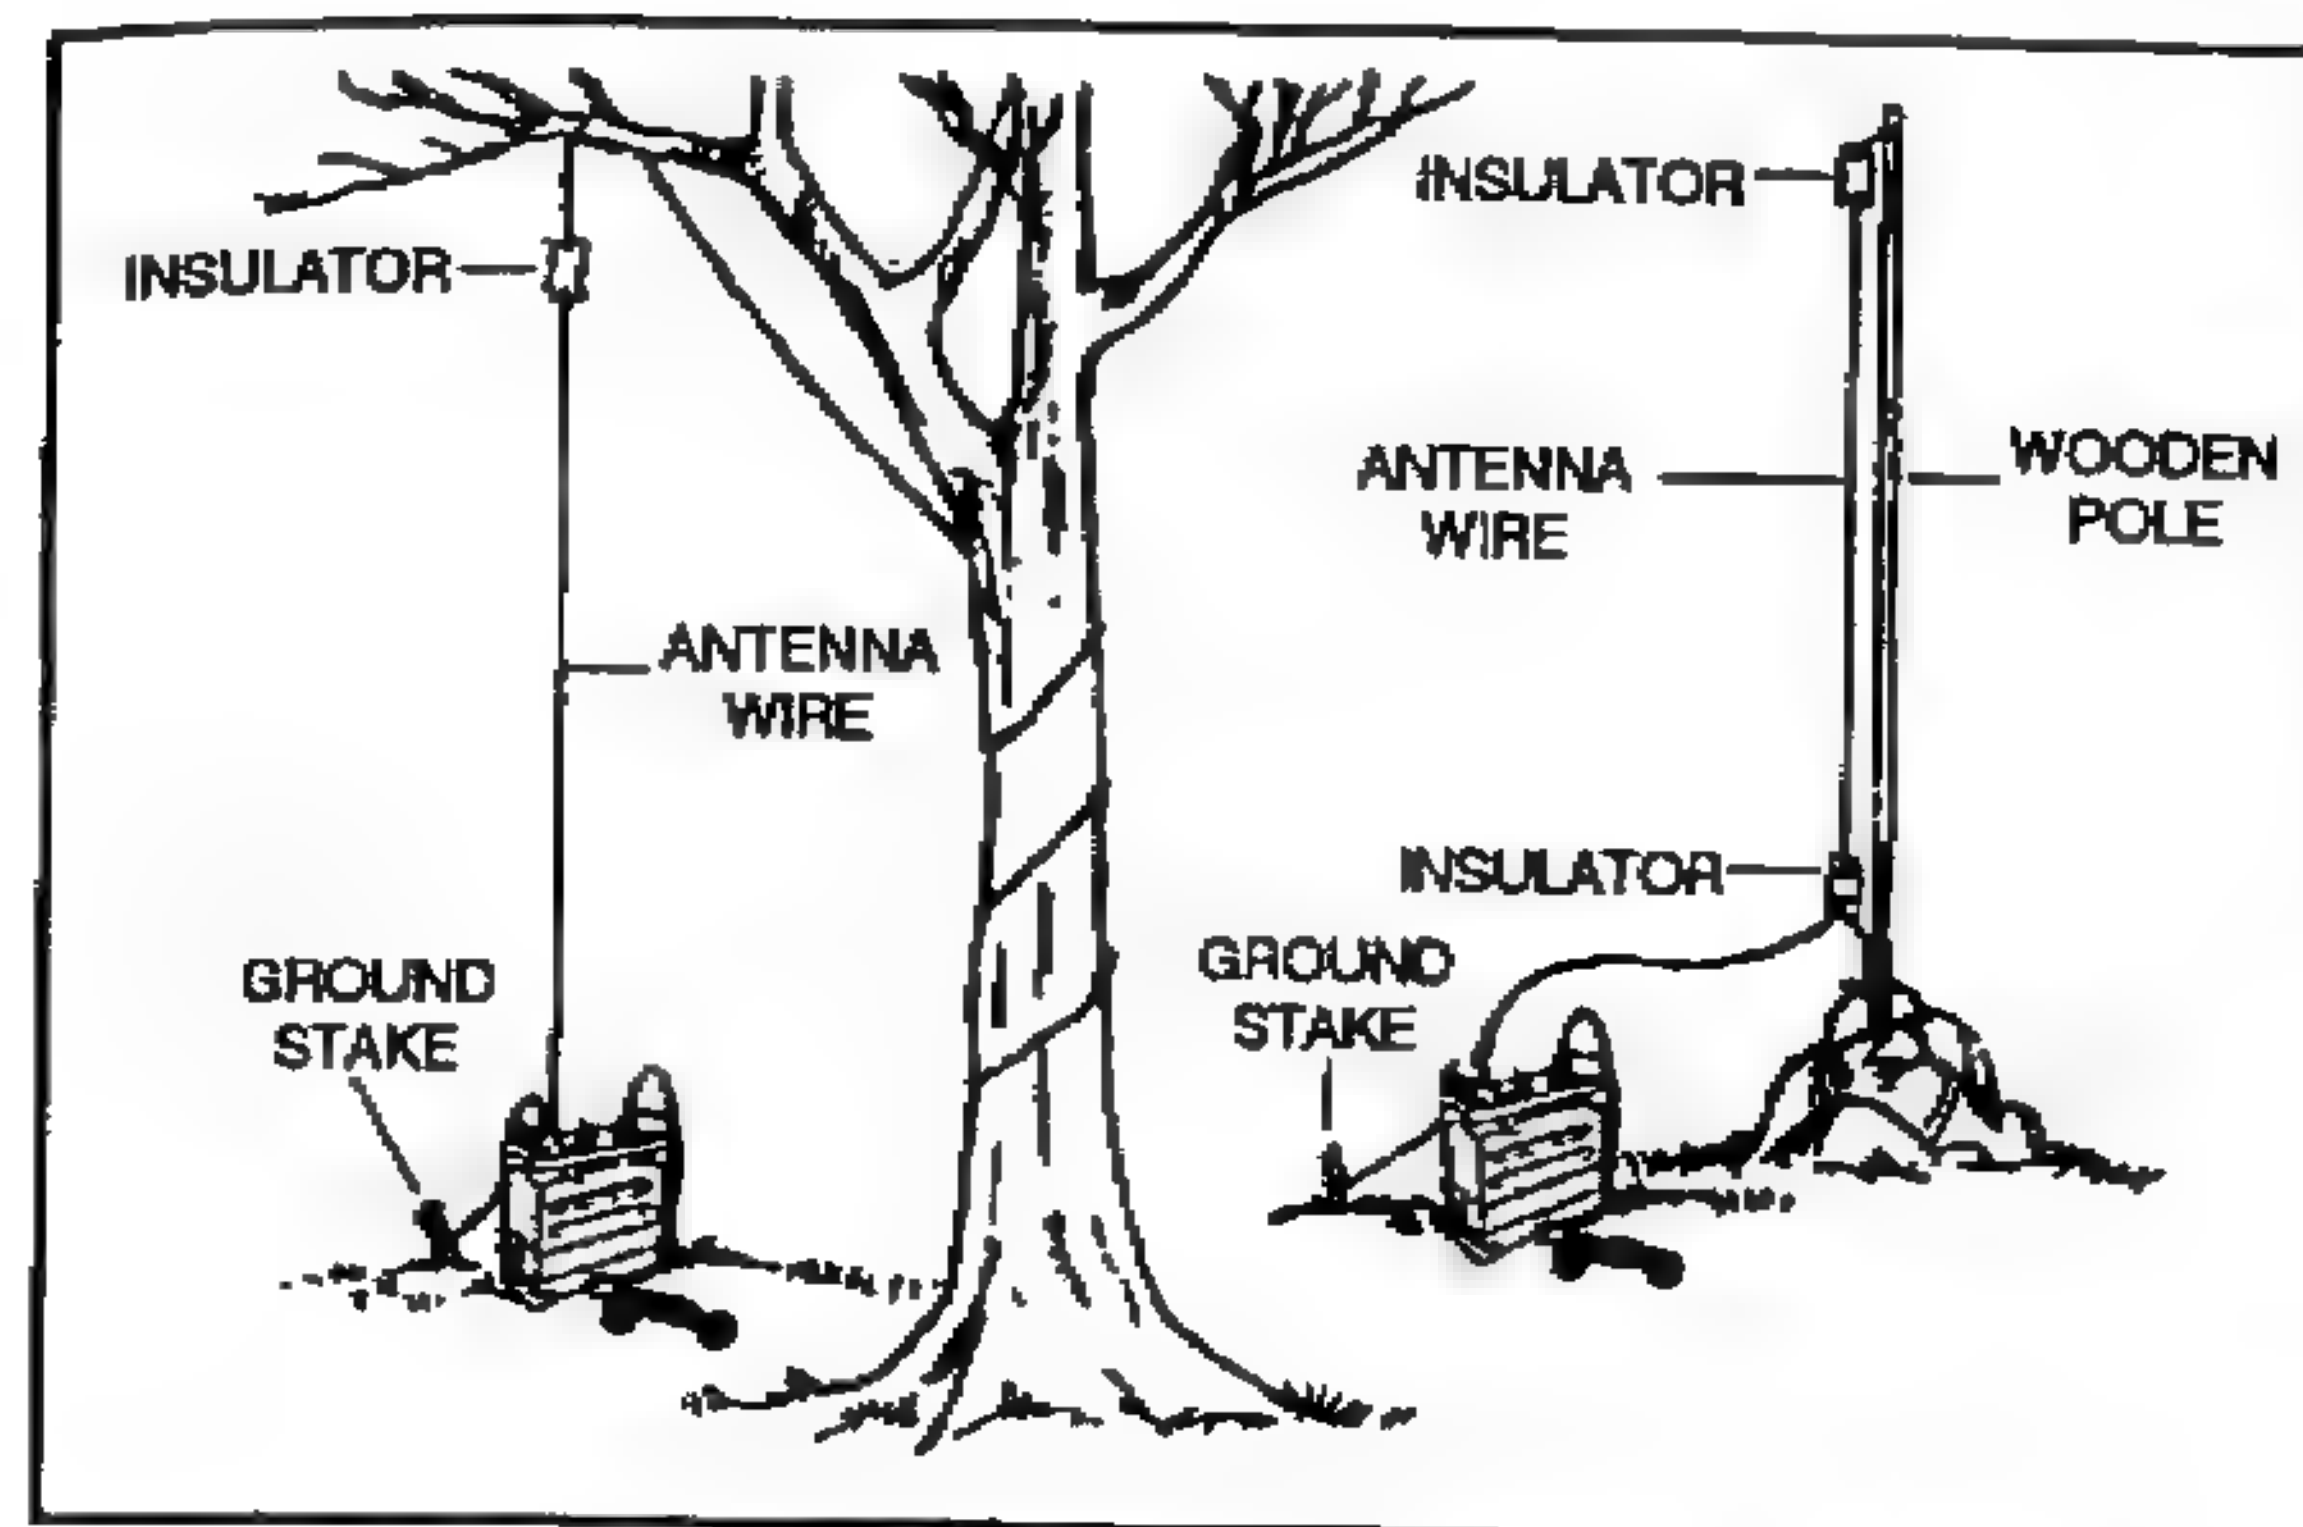 INSULATOR
ANTENNA
WIRE
GROUND
STAKE
INSULATOR
ANTENNA
WIRE
WOODEN
POLE
INSULATOR
GROUND
STAKE